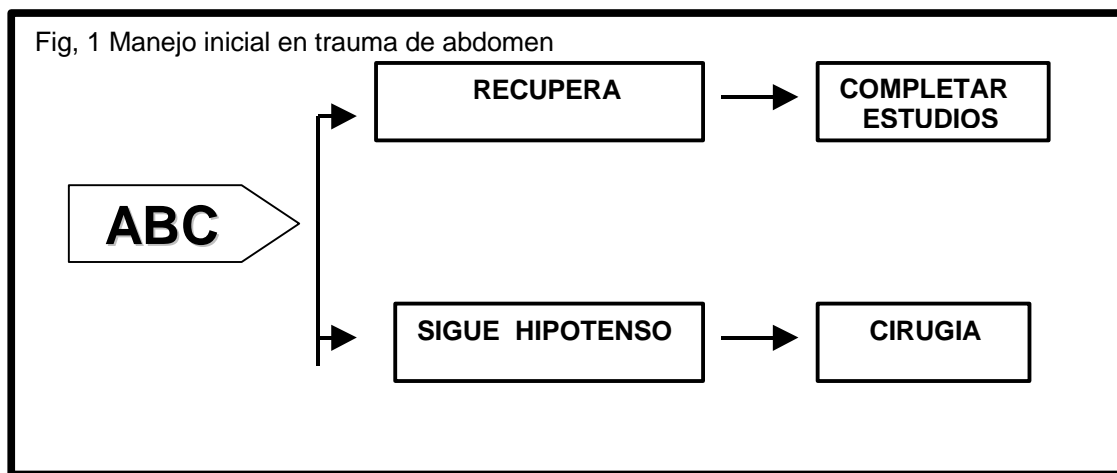 Fig, 1 Manejo inicial en trauma de abdomen
RECUPERA
COMPLETAR
ESTUDIOS
ABC
SIGUE HIPOTENSO
CIRUGIA